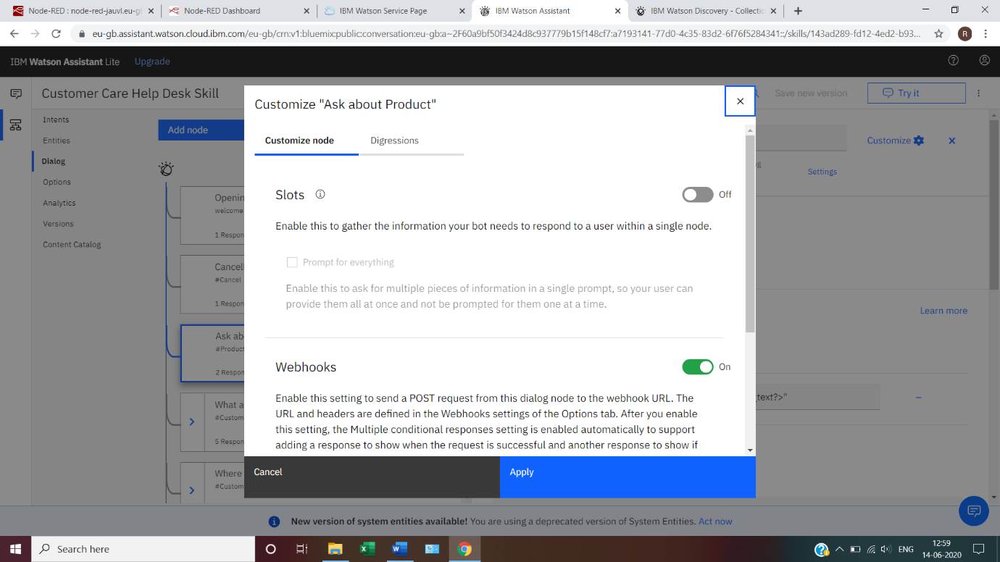 Node-RED : node-red-jauvl.eu-gl
Node-RED Dashboard
IBM Watson Service Page
IBM Watson Assistant
IBM Watson Discovery - Collectio
eu-gb.assistant.watson.cloud.ibm.com/eu-gb/crn:v1:bluemix:public:conversation:eu-gb:a~2F60a9bf50f3424d8c937779b15f148cf7:a7193141-77d0-4c35-83d2-6f76f5284341::/skills/143ad289-fd12-4ed2-b93...
R
IBM Watson Assistant Lite
Upgrade
Customer Care Help Desk Skill
Save new version
Try it
Intents
Entities
Dialog
Options
Analytics
Versions
Content Catalog
Add node
Openin
welcome
1 Respon
Cancell
#Cancel
1 Respon
Ask ab
#Product
2 Respon
What a
#Custom
5 Respon
Where
#Custom
Customize "Ask about Product"
Customize node
Digressions
Slots
Off
Enable this to gather the information your bot needs to respond to a user within a single node.
Prompt for everything
Enable this to ask for multiple pieces of information in a single prompt, so your user can
provide them all at once and not be prompted for them one at a time.
Webhooks
On
Enable this setting to send a POST request from this dialog node to the webhook URL. The
URL and headers are defined in the Webhooks settings of the Options tab. After you enable
this setting, the Multiple conditional responses setting is enabled automatically to support
adding a response to show when the request is successful and another response to show if
Cancel
Apply
Customize
Settings
Learn more
text?>"
New version of system entities available! You are using a deprecated version of System Entities. Act now
Search here
ENG
12:59
14-06-2020